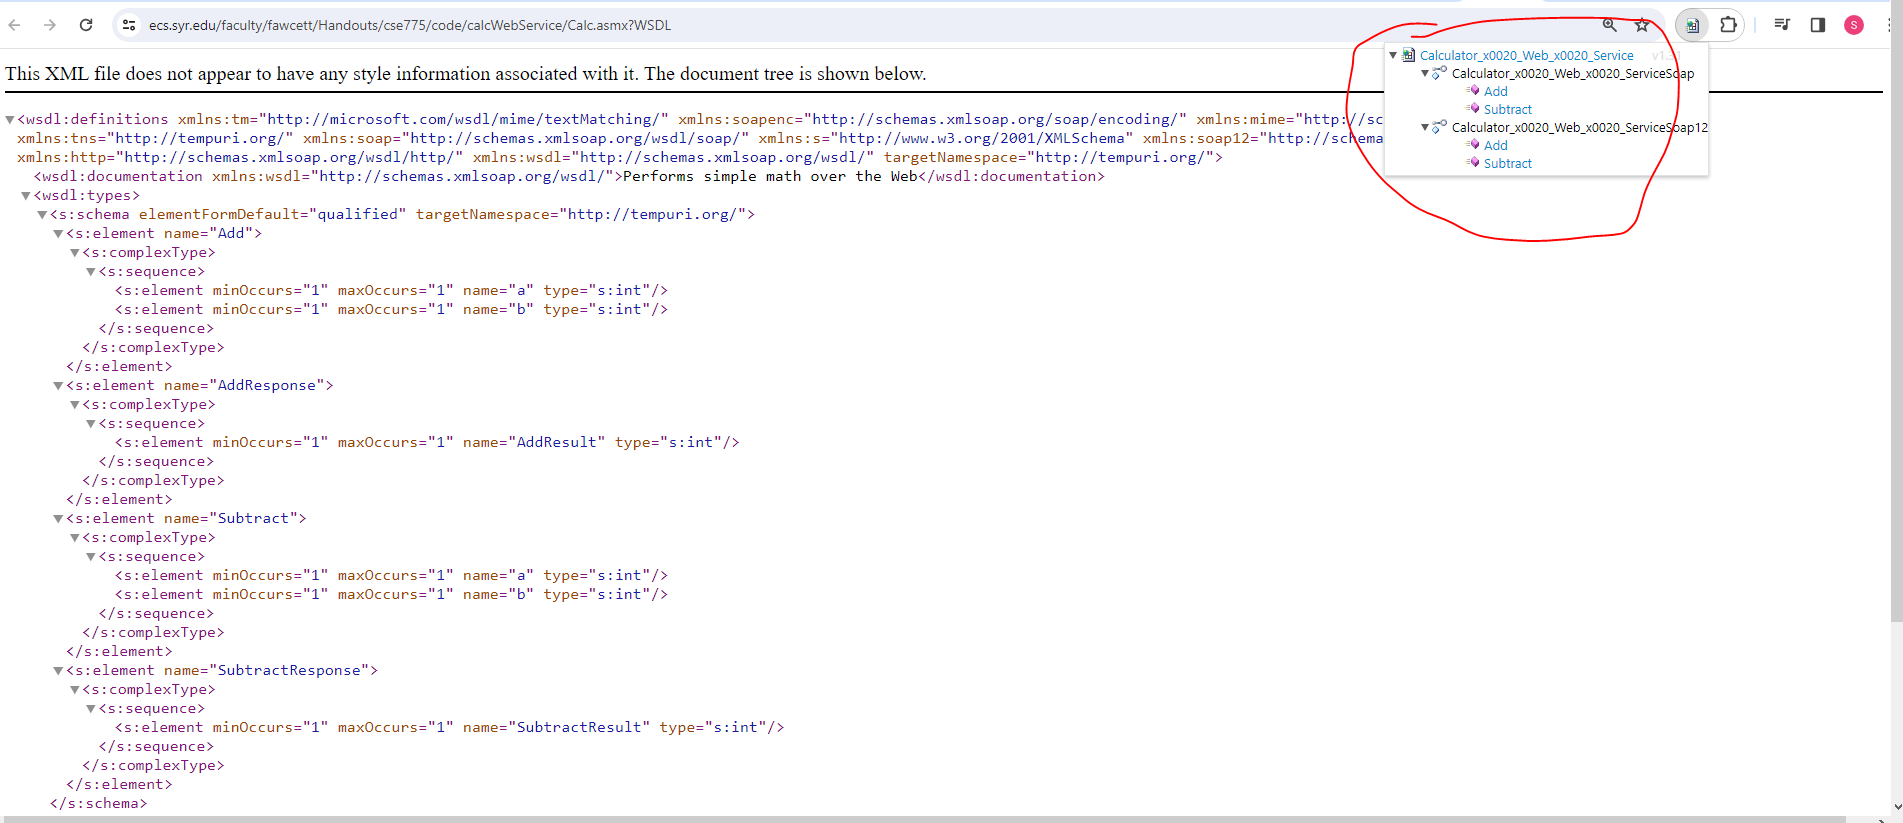 ecs.syr.edu/faculty/fawcett/Handouts/cse775/code/calcWebService/Calc.asmx?WSDL
S
Calculator_x0020_Web_x0020_Service
Calculator_x0020_Web_x0020_ServiceSoap
Add
Subtract
Calculator_x0020_Web_x0020_ServiceSoap12
Add
Subtract
This XML file does not appear to have any style information associated with it. The document tree is shown below.
<wsdl:definitions xmlns:tm="http://microsoft.com/wsdl/mime/textMatching/" xmlns:soapenc="http://schemas.xmlsoap.org/soap/encoding/" xmlns:mime="http://sc
xmlns:tns="http://tempuri.org/" xmlns:soap="http://schemas.xmlsoap.org/wsdl/soap/" xmlns:s="http://www.w3.org/2001/XMLSchema" xmlns:soap12="http://schema
xmlns:http="http://schemas.xmlsoap.org/wsdl/http/" xmlns:wsdl="http://schemas.xmlsoap.org/wsdl/" targetNamespace="http://tempuri.org/">
<wsdl:documentation xmlns:wsdl="http://schemas.xmlsoap.org/wsdl/">Performs simple math over the Web</wsdl:documentation>
<wsdl:types>
<s:schema elementFormDefault="qualified" targetNamespace="http://tempuri.org/">
<s:element name="Add">
<s:complexType>
<s:sequence>
<s:element minOccurs="1" maxOccurs="1" name="a" type="s:int"/>
<s:element minOccurs="1" maxOccurs="1" name="b" type="s:int"/>
</s:sequence>
</s:complexType>
</s:element>
<s:element name="AddResponse">
<s:complexType>
<s:sequence>
<s:element minOccurs="1" maxOccurs="1" name="AddResult" type="s:int"/>
</s:sequence>
</s:complexType>
</s:element>
<s:element name="Subtract">
<s:complexType>
<s:sequence>
<s:element minOccurs="1" maxOccurs="1" name="a" type="s:int"/>
<s:element minOccurs="1" maxOccurs="1" name="b" type="s:int"/>
</s:sequence>
</s:complexType>
</s:element>
<s:element name="SubtractResponse">
<s:complexType>
<s:sequence>
<s:element minOccurs="1" maxOccurs="1" name="SubtractResult" type="s:int"/>
</s:sequence>
</s:complexType>
</s:element>
</s:schema>